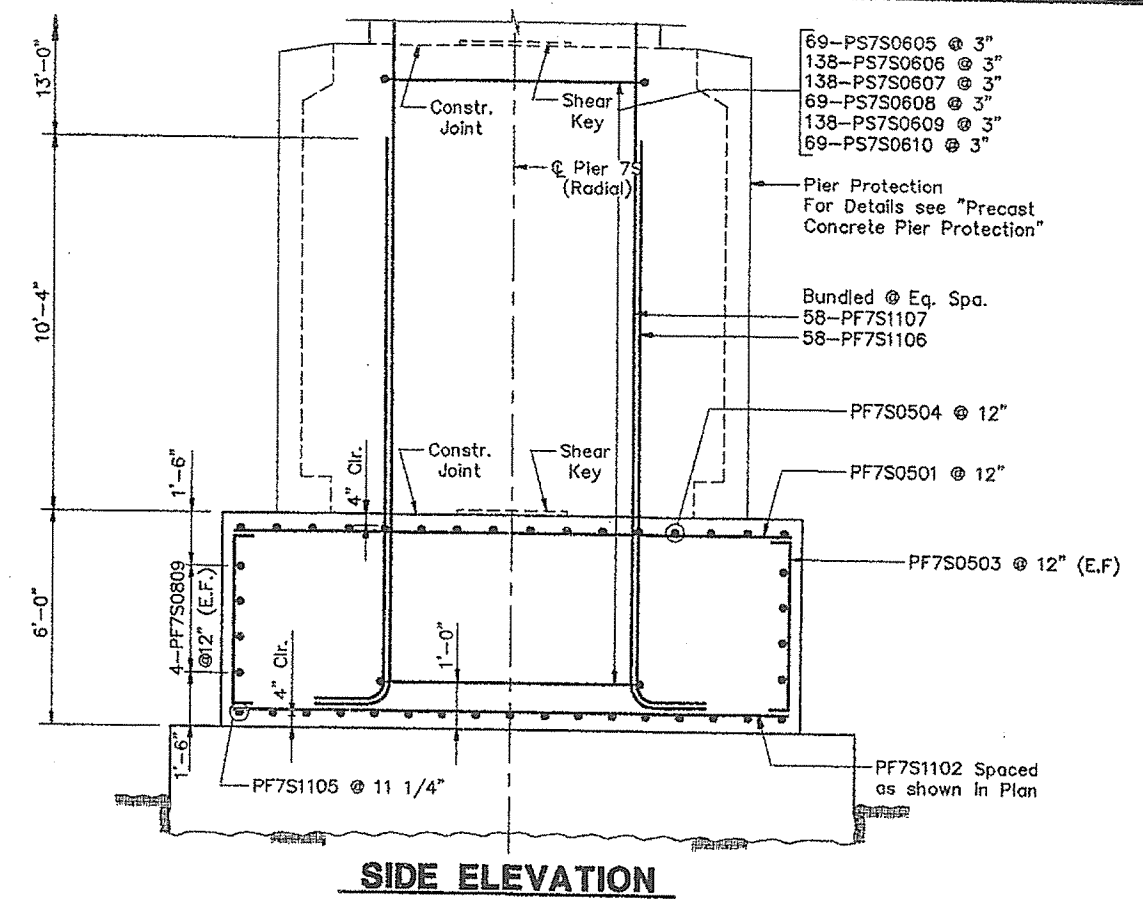 69-PS7S0605 @ 3"
138-PS7S0606 @ 3"
138-PS7S0607 @ 3"
69-PS7S0608 @ 3"
138-PS7S0609 @ 3"
69-PS7S0610 @ 3"
13'-0"
Constr.
Joint
Shear
Key
℄ Pier 7S
(Radial)
Pier Protection
For Details see "Precast
Concrete Pier Protection"
10'-4"
Bundled @ Eq. Spa.
58-PF7S1107
58-PF7S1106
PF7S0504 @ 12"
1'-6"
4" Clr.
Constr.
Joint
Shear
Key
PF7S0501 @ 12"
PF7S0503 @ 12" (E.F)
6'-0"
4-PF7S0809
@12" (E.F.)
4" Clr.
1'-0"
1'-6"
PF7S1105 @ 11 1/4"
PF7S1102 Spaced
as shown in Plan
SIDE ELEVATION